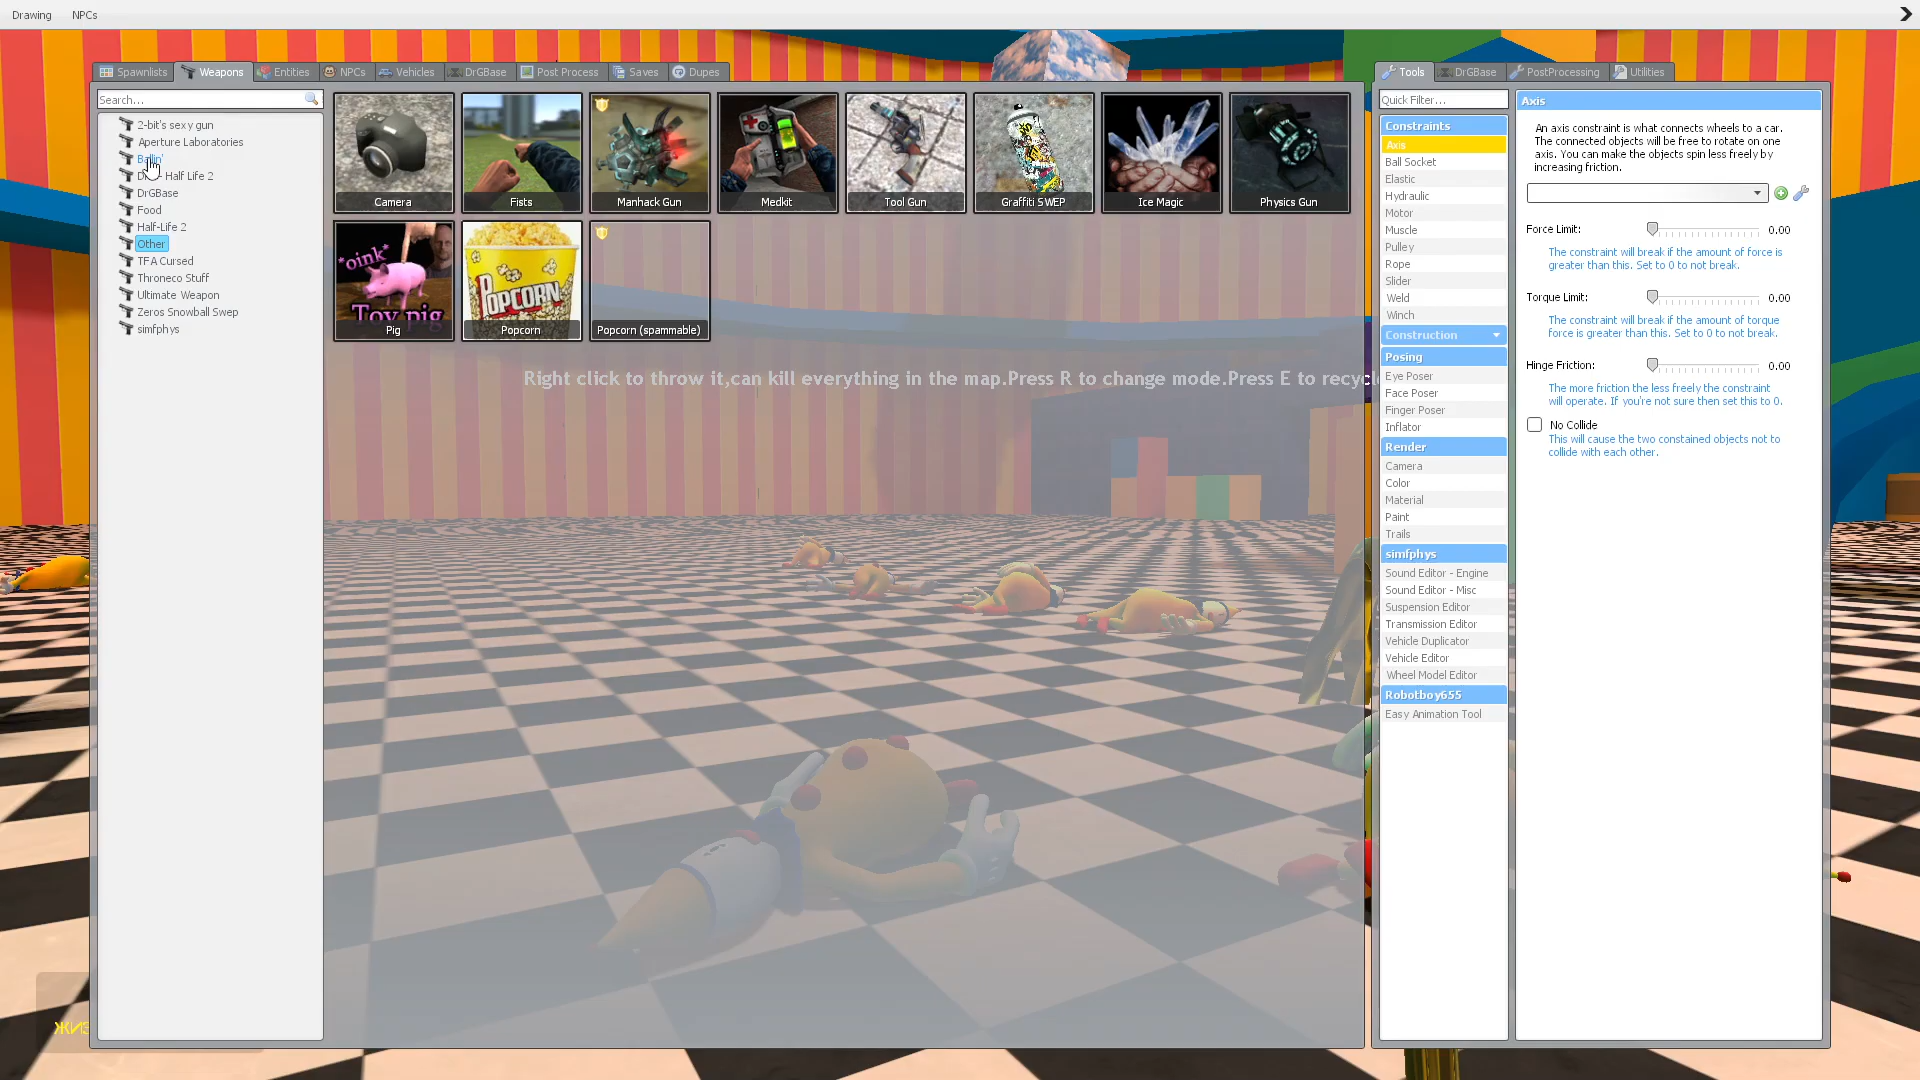 Drawing NPCs
Spawnlists Weapons Entities NPCs Vehicles DrGBase Post Process Saves Dupes
Search...
2-bit's sexy gun
Aperture Laboratories
Ballin'
Half Life 2
DrGBase
Food
Half-Life 2
Other
TFA Cursed
Throneco Stuff
Ultimate Weapon
Zeros Snowball Swep
simfphys
Camera
Fists
Manhack Gun
Medkit
Tool Gun
Graffiti SWEP
Ice Magic
Physics Gun
*oink*
Toy pig
Pig
POPCORN
Popcorn
Popcorn (spammable)
Right click to throw it,can kill everything in the map.Press R to change mode.Press E to recycl
Tools DrGBase PostProcessing Utilities
Quick Filter...
Constraints
Axis
Ball Socket
Elastic
Hydraulic
Motor
Muscle
Pulley
Rope
Slider
Weld
Winch
Construction
Posing
Eye Poser
Face Poser
Finger Poser
Inflator
Render
Camera
Color
Material
Paint
Trails
simfphys
Sound Editor - Engine
Sound Editor - Misc
Suspension Editor
Transmission Editor
Vehicle Duplicator
Vehicle Editor
Wheel Model Editor
Robotboy655
Easy Animation Tool
Axis
An axis constraint is what connects wheels to a car.
The connected objects will be free to rotate on one
axis. You can make the objects spin less freely by
increasing friction.
Force Limit: 0.00
The constraint will break if the amount of force is
greater than this. Set to 0 to not break.
Torque Limit: 0.00
The constraint will break if the amount of torque
force is greater than this. Set to 0 to not break.
Hinge Friction: 0.00
The more friction the less freely the constraint
will operate. If you're not sure then set this to 0.
No Collide
This will cause the two constained objects not to
collide with each other.